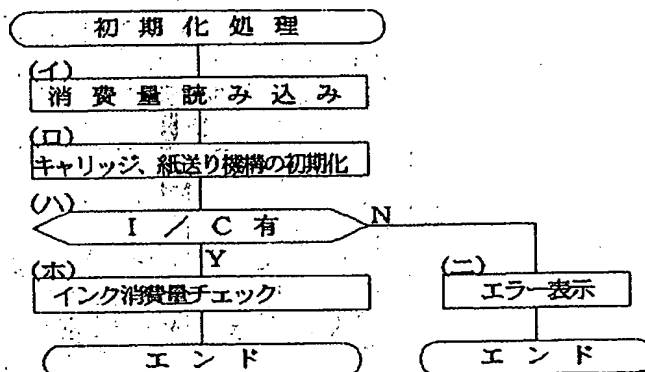 初期化処理
(イ)
消費量読み込み
(ロ)
キャリッジ、紙送り機構の初期化
(ハ)
I/C有
N
Y
(ホ)
インク消費量チェック
(ニ)
エラー表示
エンド
エンド